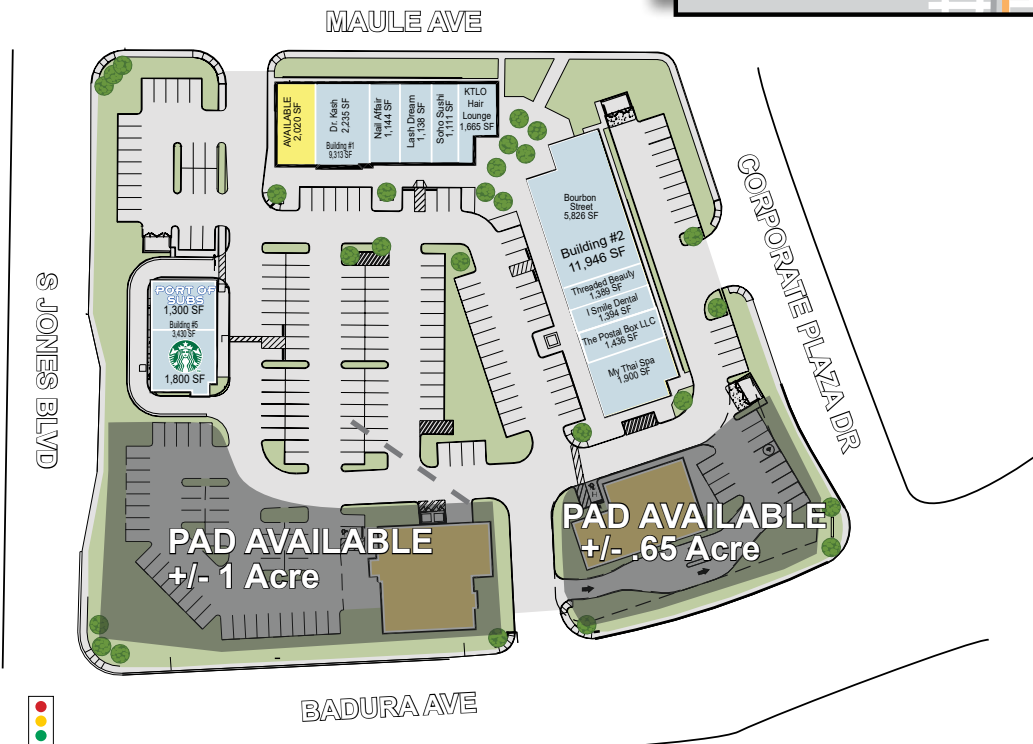 MAULE AVE
AVAILABLE
2,020 SF
Dr. Kash
2,235 SF
Building #1
9,313 SF
Nail Affair
1,144 SF
Lash Dream
1,138 SF
Soho Sushi
1,111 SF
KTLO
Hair
Lounge
1,665 SF
Bourbon
Street
5,826 SF
Building #2
11,946 SF
Threaded Beauty
1,389 SF
I Smile Dental
1,394 SF
The Postal Box LLC
1,436 SF
My Thai Spa
1,900 SF
CORPORATE PLAZA DR
S JONES BLVD
PORT OF
SUBS
1,300 SF
Building #5
3,430 SF
1,800 SF
PAD AVAILABLE
+/- 1 Acre
PAD AVAILABLE
+/- .65 Acre
BADURA AVE